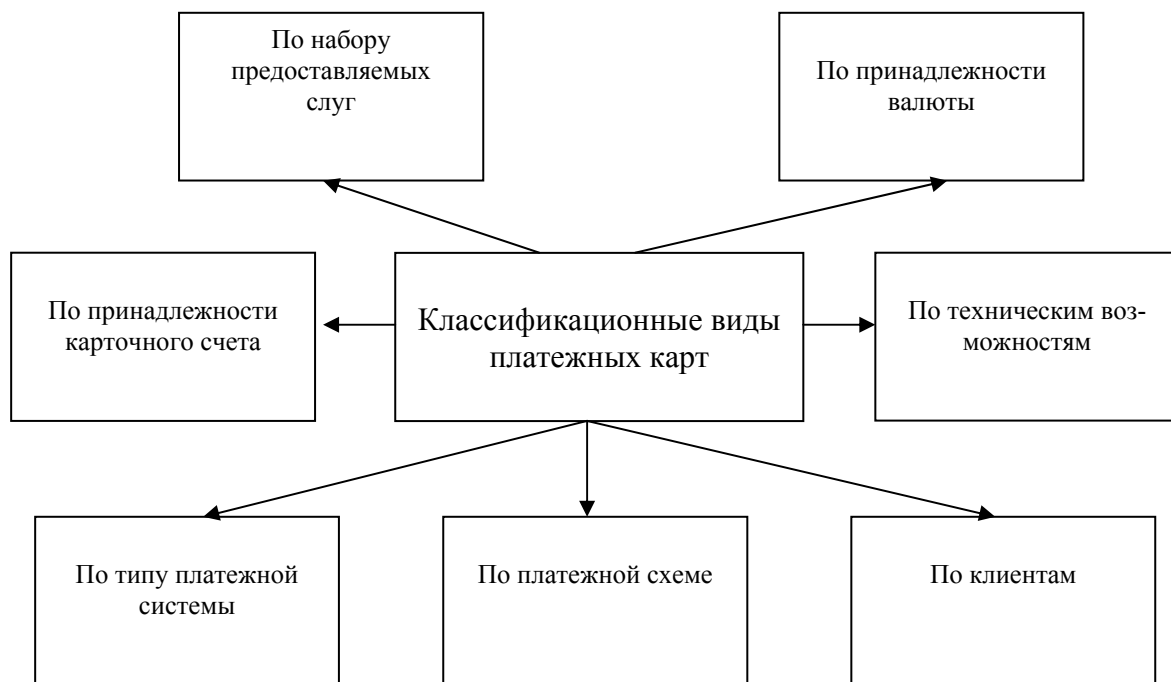 По набору
предоставляемых
слуг
По принадлежности
валюты
По принадлежности
карточного счета
Классификационные виды
платежных карт
По техническим воз-
можностям
По типу платежной
системы
По платежной схеме
По клиентам